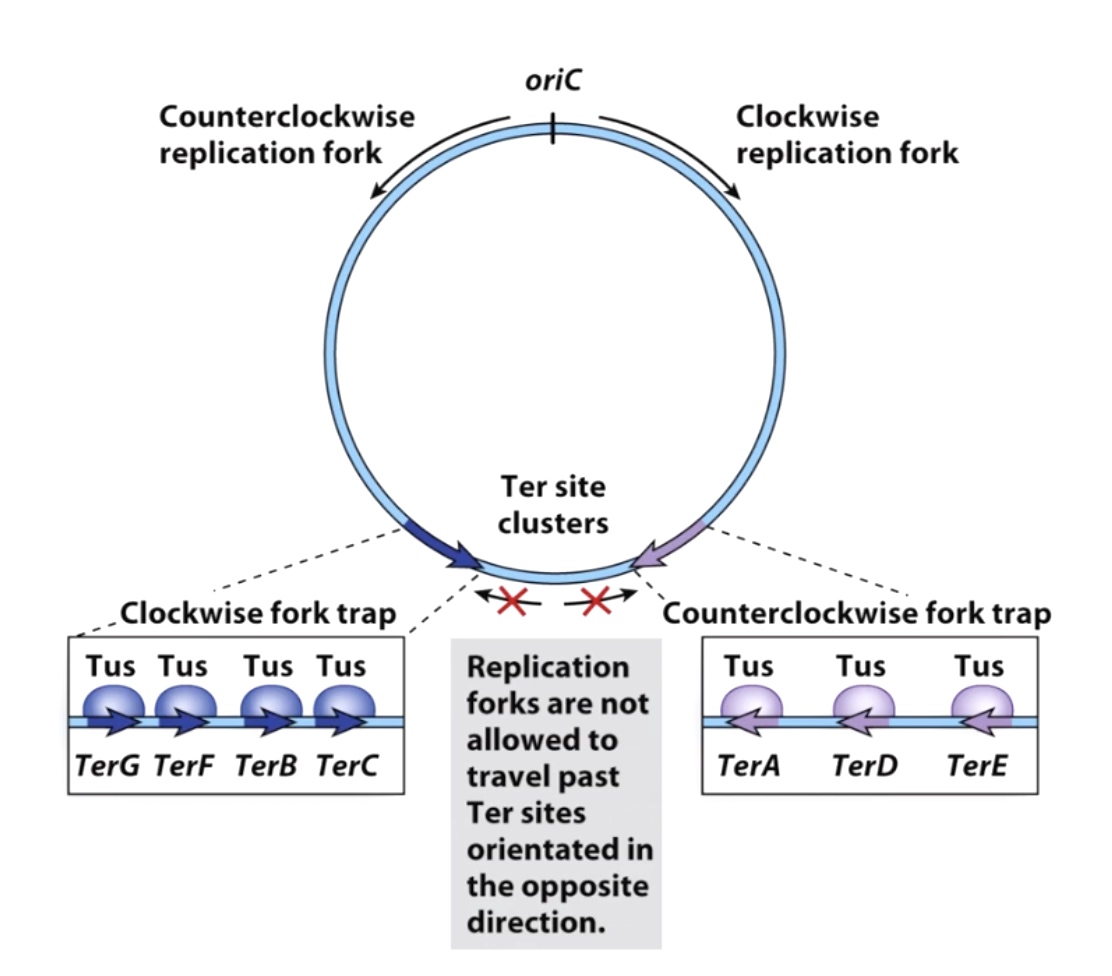 oriC
Counterclockwise
replication fork
Clockwise
replication fork
Ter site
clusters
Clockwise fork trap
Counterclockwise fork trap
Tus Tus Tus Tus
TerG TerF TerB TerC
Replication
forks are not
allowed to
travel past
Ter sites
orientated in
the opposite
direction.
Tus Tus Tus
TerA TerD TerE